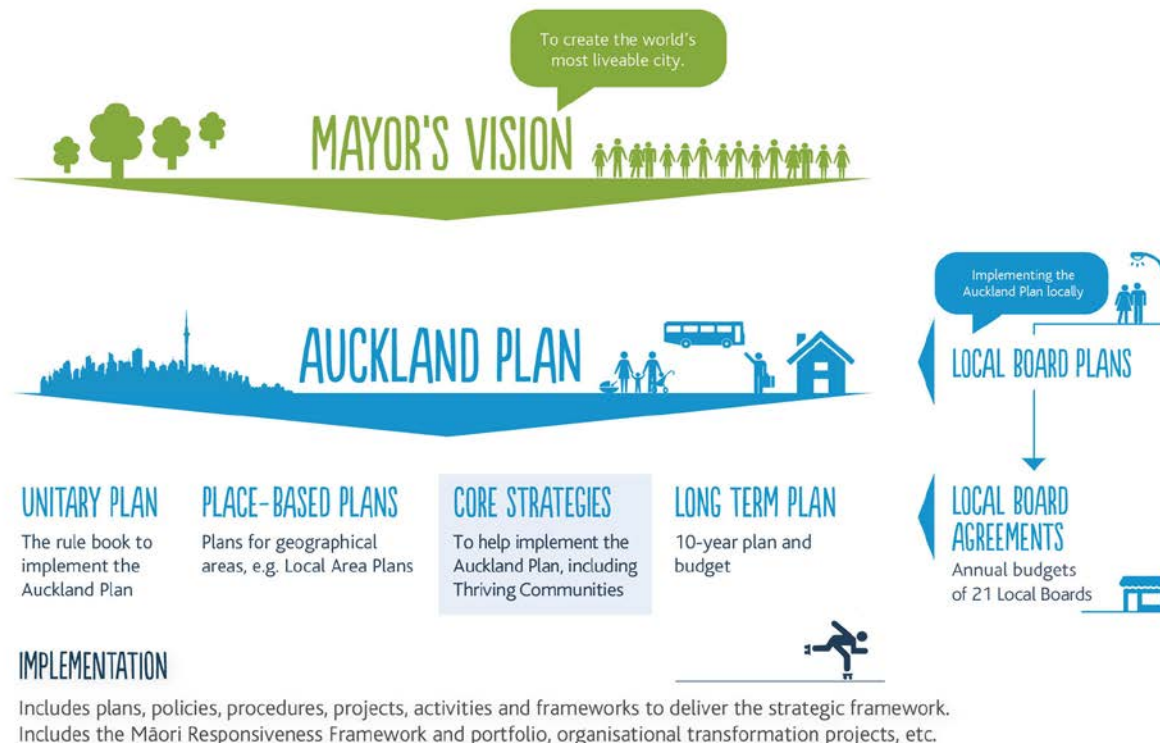 To create the world's
most liveable city.
MAYOR'S VISION
AUCKLAND PLAN
Implementing the
Auckland Plan locally
LOCAL BOARD PLANS
UNITARY PLAN
The rule book to
implement the
Auckland Plan
PLACE-BASED PLANS
Plans for geographical
areas, e.g. Local Area Plans
CORE STRATEGIES
To help implement the
Auckland Plan, including
Thriving Communities
LONG TERM PLAN
10-year plan and
budget
LOCAL BOARD
AGREEMENTS
Annual budgets
of 21 Local Boards
IMPLEMENTATION
Includes plans, policies, procedures, projects, activities and frameworks to deliver the strategic framework.
Includes the Māori Responsiveness Framework and portfolio, organisational transformation projects, etc.